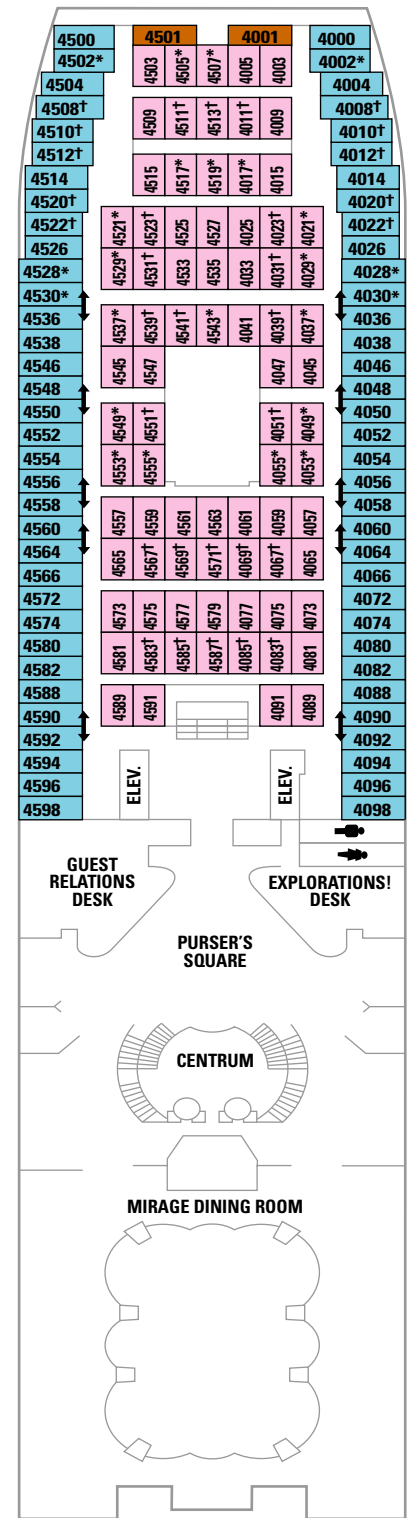 4500 4501 4001 4000
4502* 4503 4505* 4507* 4005 4003 4002*
4504 4004
4508† 4509 4511† 4513† 4011† 4009 4008†
4510† 4010†
4512† 4012†
4514 4515 4517* 4519* 4017* 4015 4014
4520† 4020†
4522† 4521* 4523† 4525 4527 4025 4023† 4021* 4022†
4526 4026
4528* 4529* 4531† 4533 4535 4033 4031† 4029* 4028*
4530* 4030*
4536 4537* 4539† 4541† 4543* 4041 4039† 4037* 4036
4538 4038
4546 4545 4547 4047 4045 4046
4548 4048
4550 4549* 4551† 4051† 4049* 4050
4552 4052
4554 4553* 4555* 4055* 4053* 4054
4556 4056
4558 4557 4559 4561 4563 4061 4059 4057 4058
4560 4060
4564 4565 4567† 4569† 4571† 4069† 4067† 4065 4064
4566 4066
4572 4072
4574 4573 4575 4577 4579 4077 4075 4073 4074
4580 4581 4583† 4585† 4587† 4085† 4083† 4081 4080
4582 4082
4588 4088
4590 4589 4591 4091 4089 4090
4592 4092
4594 4094
4596 ELEV. ELEV. 4096
4598 4098
GUEST
RELATIONS
DESK
EXPLORATIONS!
DESK
PURSER'S
SQUARE
CENTRUM
MIRAGE DINING ROOM